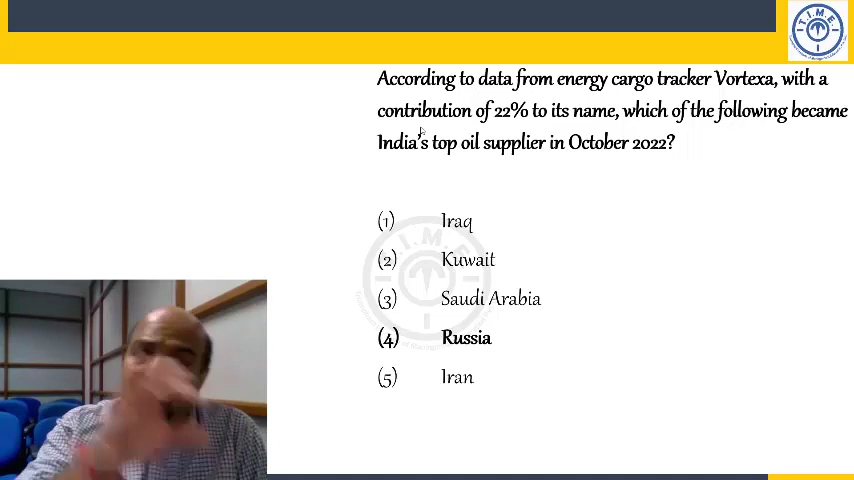 T.I.M.E.
According to data from energy cargo tracker Vortexa, with a
contribution of 22% to its name, which of the following became
India's top oil supplier in October 2022?
(1) Iraq
(2) Kuwait
(3) Saudi Arabia
(4) Russia
(5) Iran